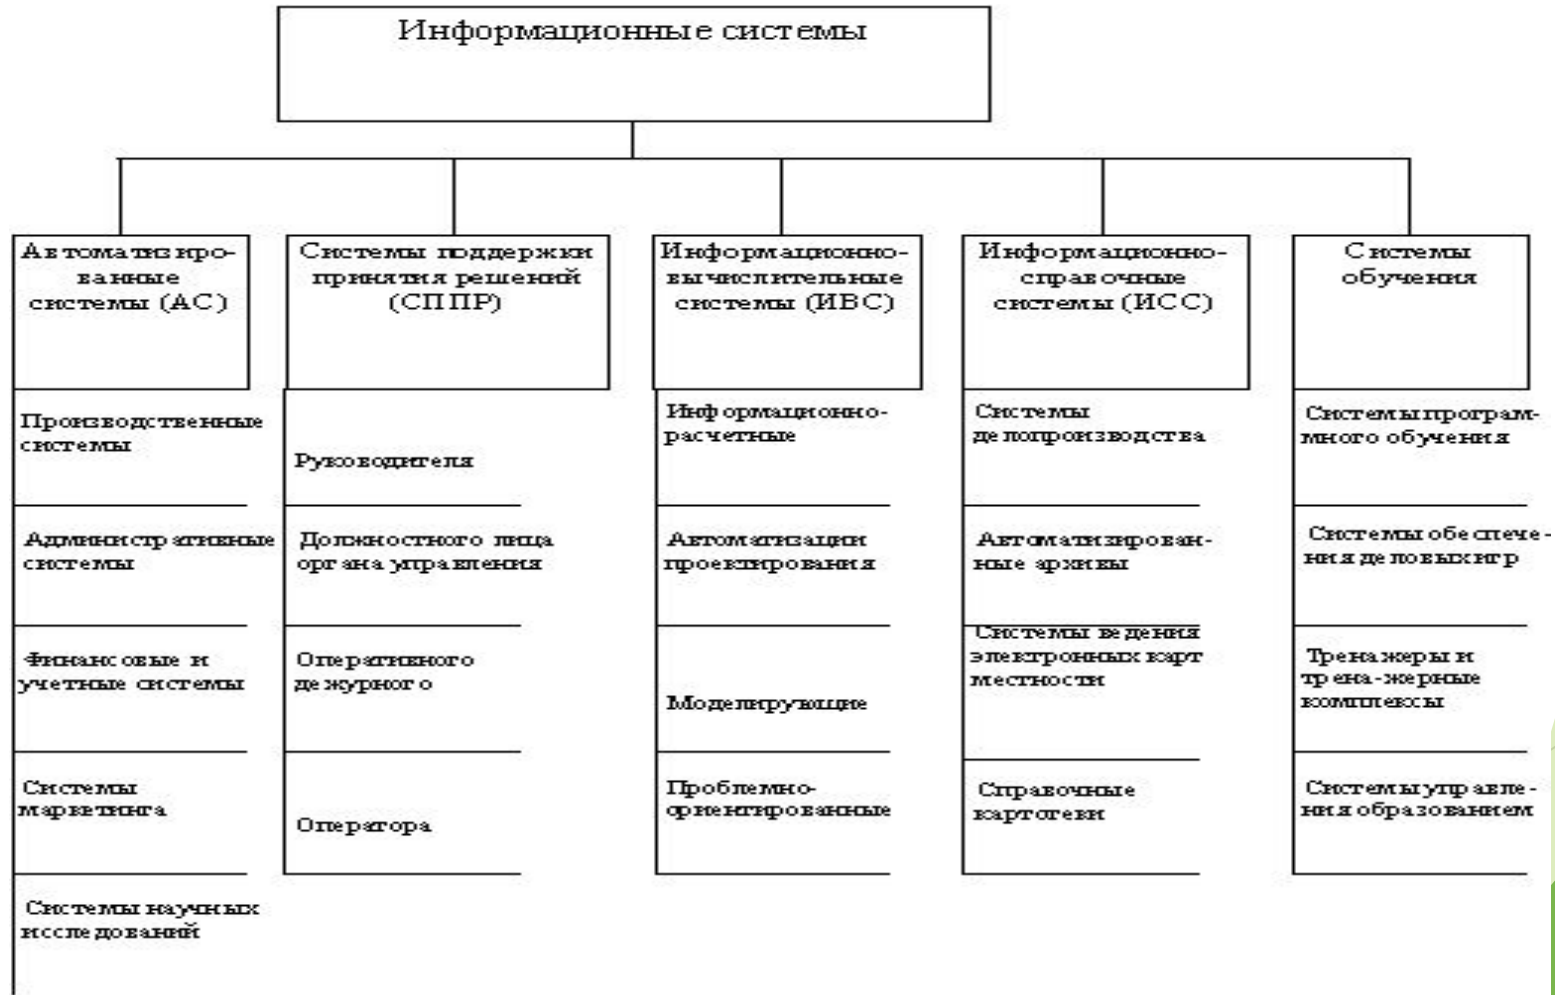 Информационные системы
Автоматизиро-
ванные
системы (АС)
Производственные
системы
Административные
системы
Финансовые и
учетные системы
Системы
маркетинга
Системы научных
исследований
Системы поддержки
принятия решений
(СППР)
Руководителя
Должностного лица
органа управления
Оперативного
дежурного
Оператора
Информационно-
вычислительные
системы (ИВС)
Информационно-
расчетные
Автоматизации
проектирования
Моделирующие
Проблемно-
ориентированные
Информационно-
справочные
системы (ИСС)
Системы
делопроизводства
Автоматизирован-
ные архивы
Системы ведения
электронных карт
местности
Справочные
картотеки
Системы
обучения
Системы програм-
много обучения
Системы обеспече-
ния деловых игр
Тренажеры и
трена-жерные
комплексы
Системы управле-
ния образованием